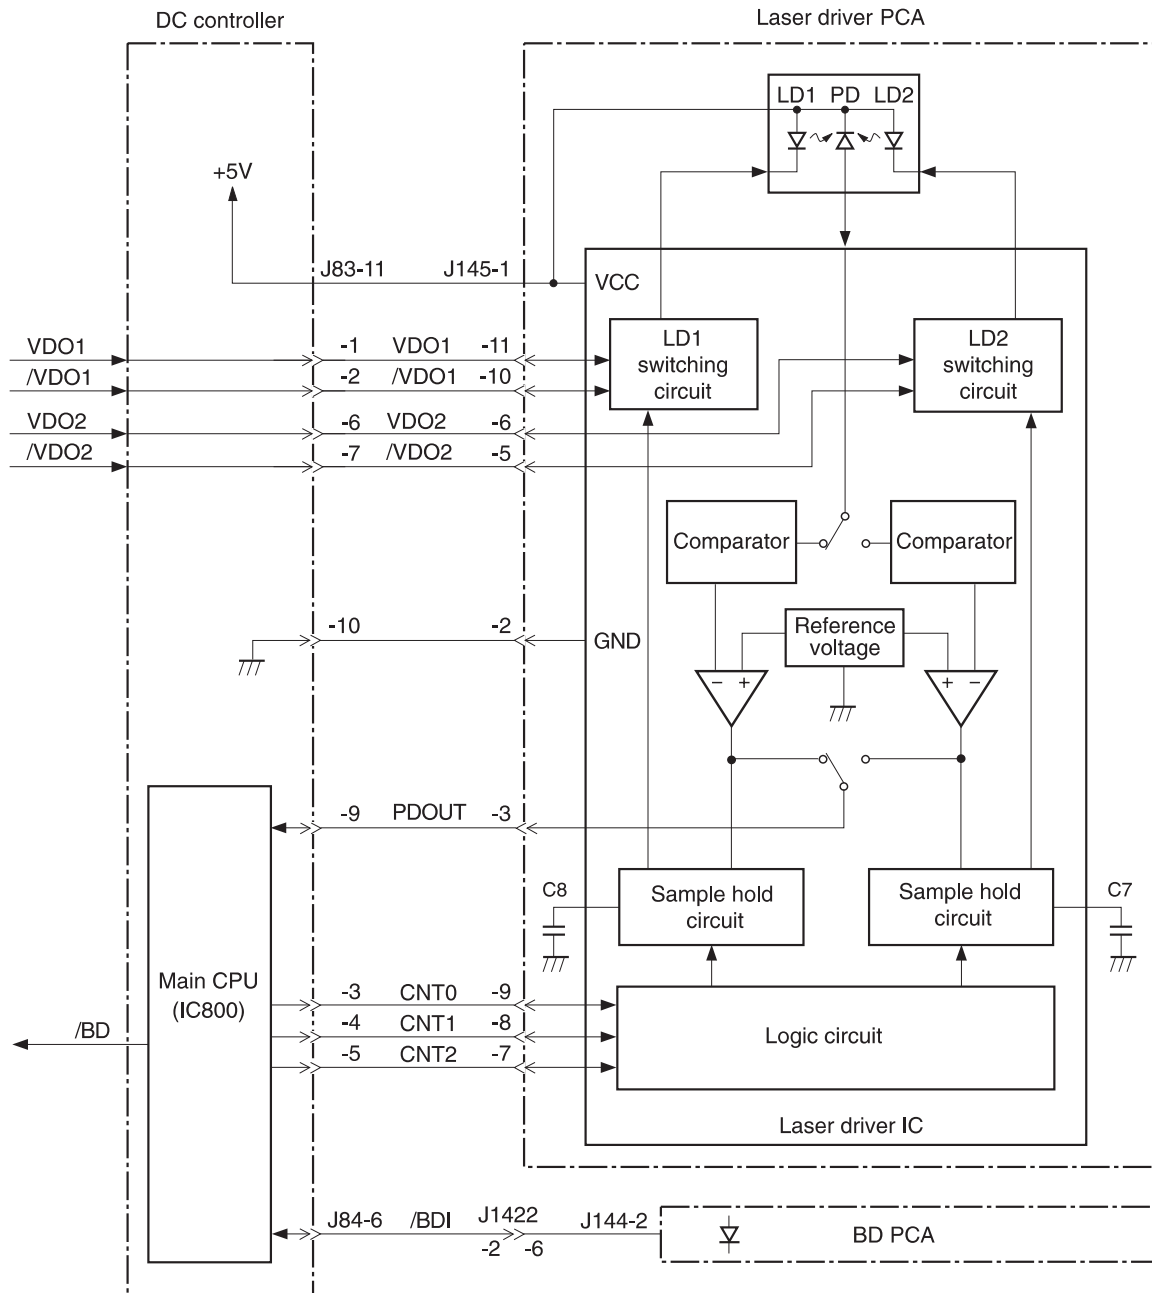 DC controller
Laser driver PCA
LD1 PD LD2
+5V
J83-11 J145-1
VCC
VDO1 -1 VDO1 -11
/VDO1 -2 /VDO1 -10
VDO2 -6 VDO2 -6
/VDO2 -7 /VDO2 -5
LD1
switching
circuit
LD2
switching
circuit
Comparator
Comparator
-10 -2
GND
Reference
voltage
− +
+ −
-9 PDOUT -3
C8
Sample hold
circuit
Sample hold
circuit
C7
Main CPU
(IC800)
-3 CNT0 -9
-4 CNT1 -8
-5 CNT2 -7
/BD
Logic circuit
Laser driver IC
J84-6 /BDI J1422 J144-2
-2 -6
BD PCA